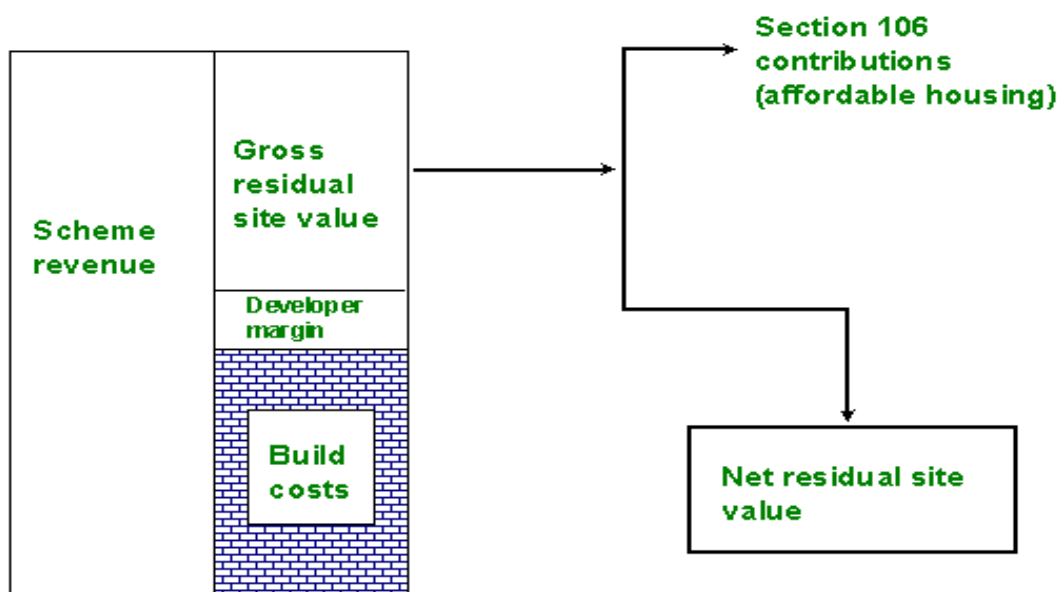 Section 106
contributions
(affordable housing)
Gross
residual
site value
Scheme
revenue
Developer
margin
Build
costs
Net residual site
value